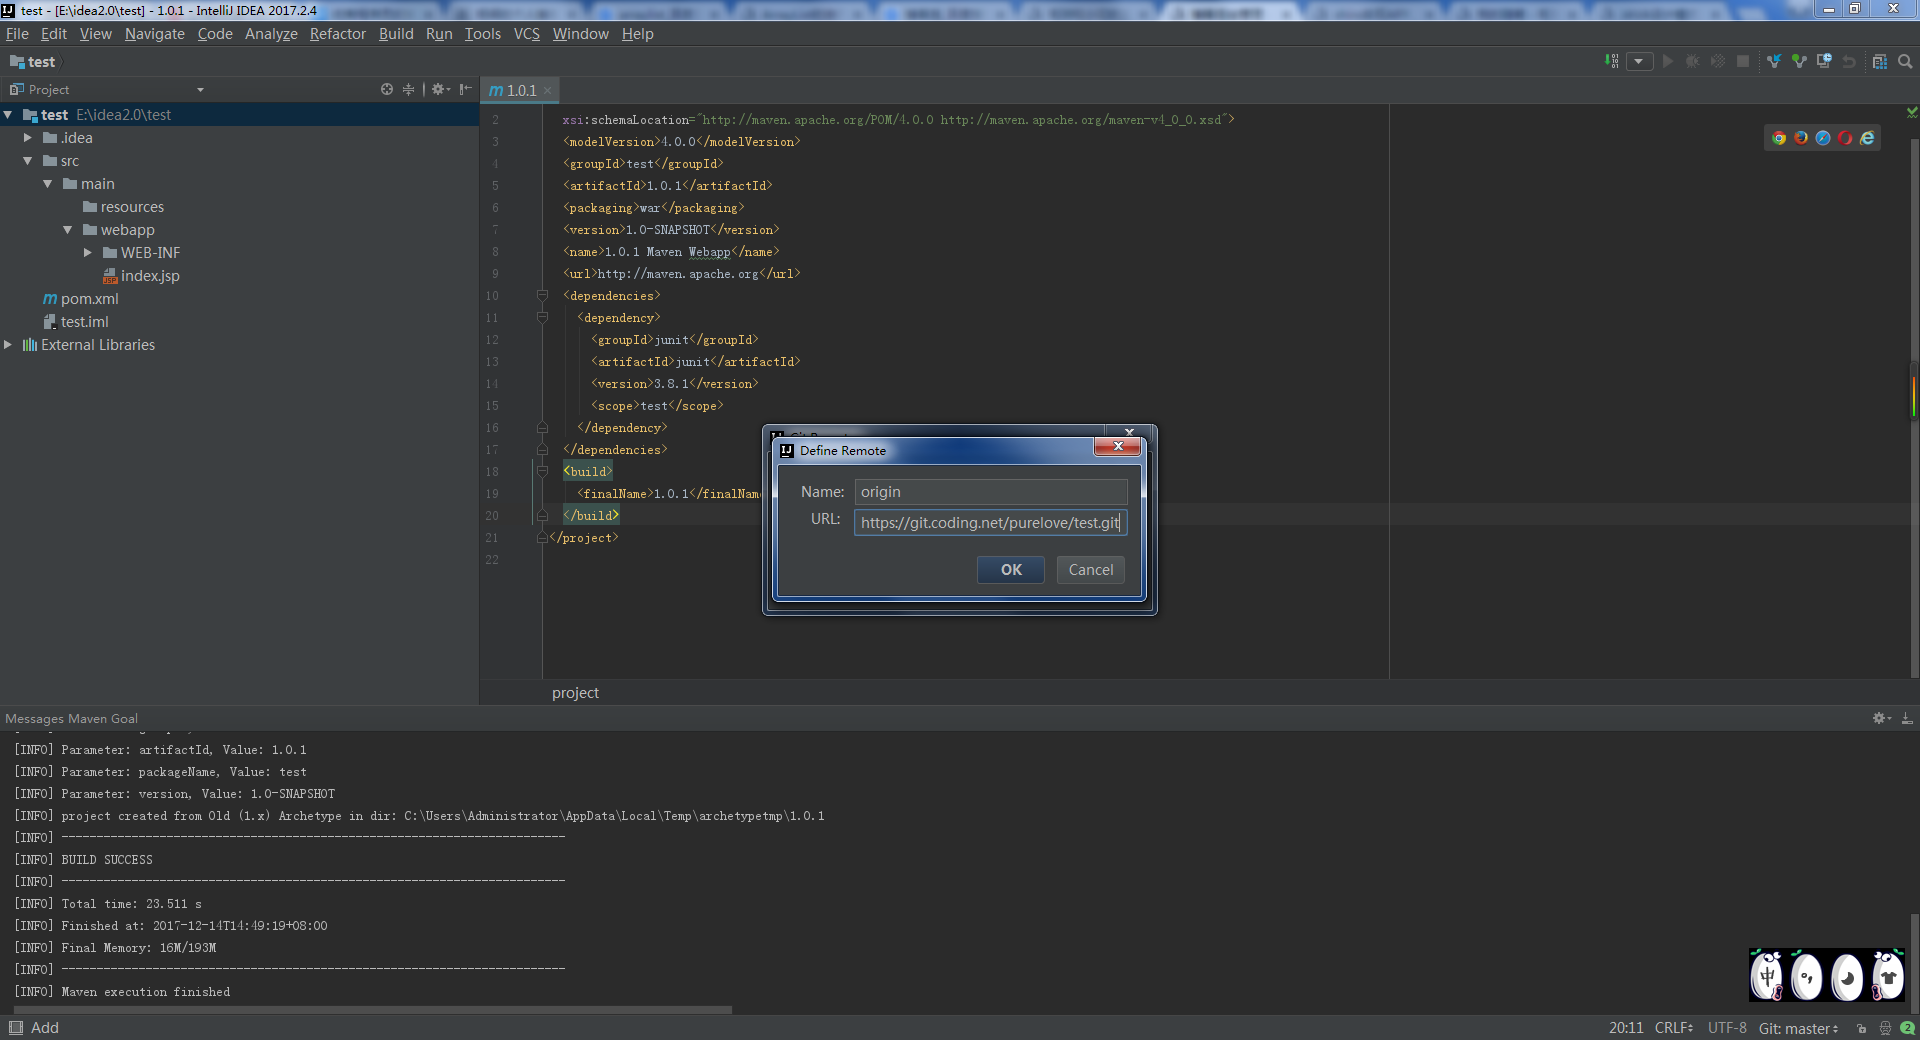 test - [E:\idea2.0\test] - 1.0.1 - IntelliJ IDEA 2017.2.4
File Edit View Navigate Code Analyze Refactor Build Run Tools VCS Window Help
test
Project
1.0.1
test E:\idea2.0\test
.idea
src
main
resources
webapp
WEB-INF
index.jsp
pom.xml
test.iml
External Libraries
2 xsi:schemaLocation="http://maven.apache.org/POM/4.0.0 http://maven.apache.org/maven-v4_0_0.xsd">
3 <modelVersion>4.0.0</modelVersion>
4 <groupId>test</groupId>
5 <artifactId>1.0.1</artifactId>
6 <packaging>war</packaging>
7 <version>1.0-SNAPSHOT</version>
8 <name>1.0.1 Maven Webapp</name>
9 <url>http://maven.apache.org</url>
10 <dependencies>
11 <dependency>
12 <groupId>junit</groupId>
13 <artifactId>junit</artifactId>
14 <version>3.8.1</version>
15 <scope>test</scope>
16 </dependency>
17 </dependencies>
18 <build>
19 <finalName>1.0.1</finalName
20 </build>
21 </project>
22
Define Remote
Name: origin
URL: https://git.coding.net/purelove/test.git
OK Cancel
project
Messages Maven Goal
[INFO] Parameter: artifactId, Value: 1.0.1
[INFO] Parameter: packageName, Value: test
[INFO] Parameter: version, Value: 1.0-SNAPSHOT
[INFO] project created from Old (1.x) Archetype in dir: C:\Users\Administrator\AppData\Local\Temp\archetypetmp\1.0.1
[INFO] ------------------------------------------------------------------------
[INFO] BUILD SUCCESS
[INFO] ------------------------------------------------------------------------
[INFO] Total time: 23.511 s
[INFO] Finished at: 2017-12-14T14:49:19+08:00
[INFO] Final Memory: 16M/193M
[INFO] ------------------------------------------------------------------------
[INFO] Maven execution finished
中
Add
20:11 CRLF UTF-8 Git: master 2